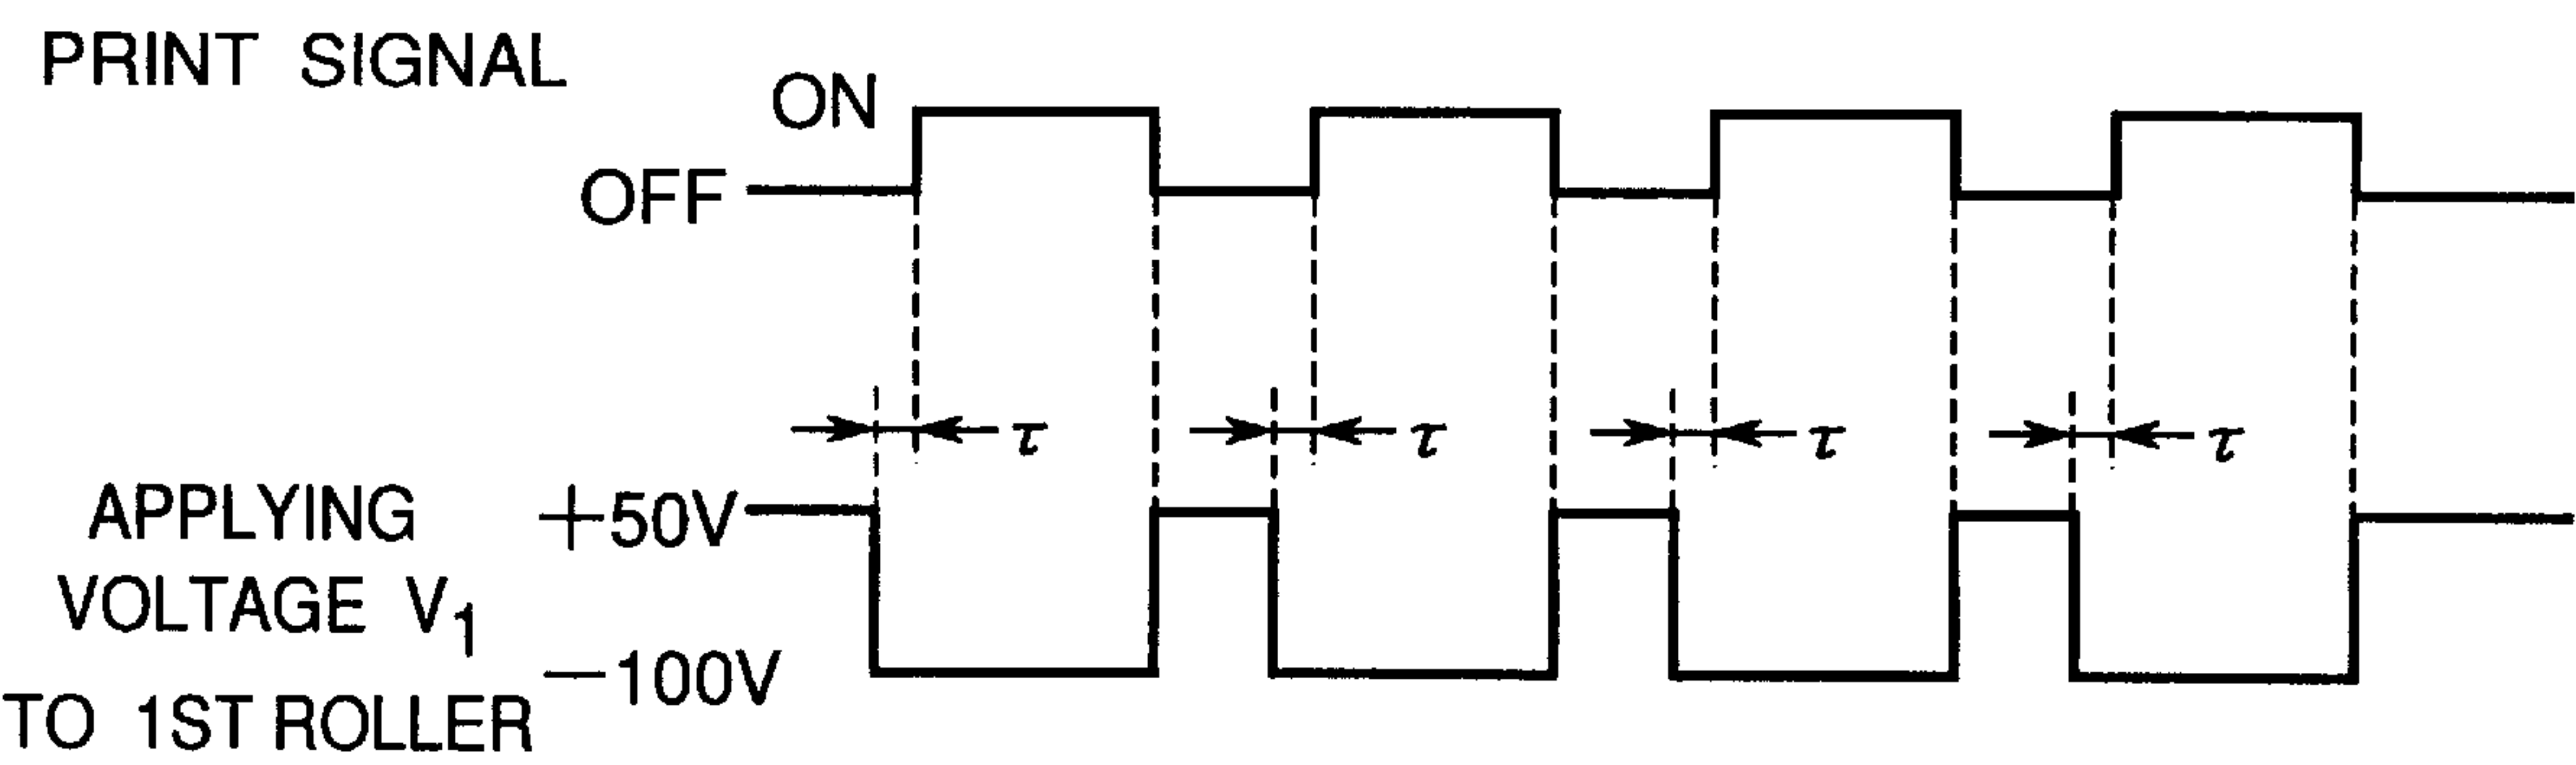 PRINT SIGNAL
ON
OFF
τ τ τ τ
APPLYING
VOLTAGE V₁
TO 1ST ROLLER
+50V
−100V